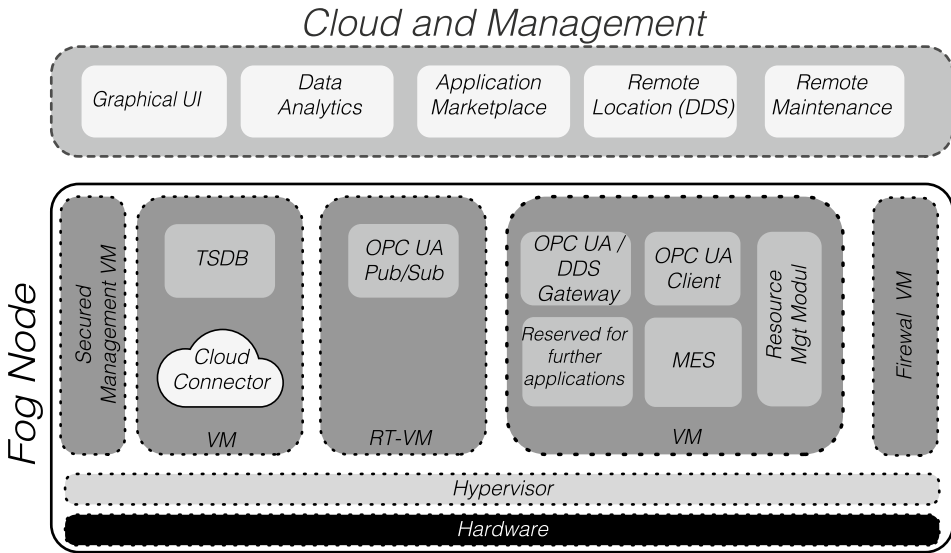 Cloud and Management
Graphical UI
Data
Analytics
Application
Marketplace
Remote
Location (DDS)
Remote
Maintenance
Fog Node
Secured
Management VM
TSDB
Cloud
Connector
VM
OPC UA
Pub/Sub
RT-VM
OPC UA /
DDS
Gateway
OPC UA
Client
Reserved for
further
applications
MES
Resource
Mgt Modul
VM
Firewal VM
Hypervisor
Hardware